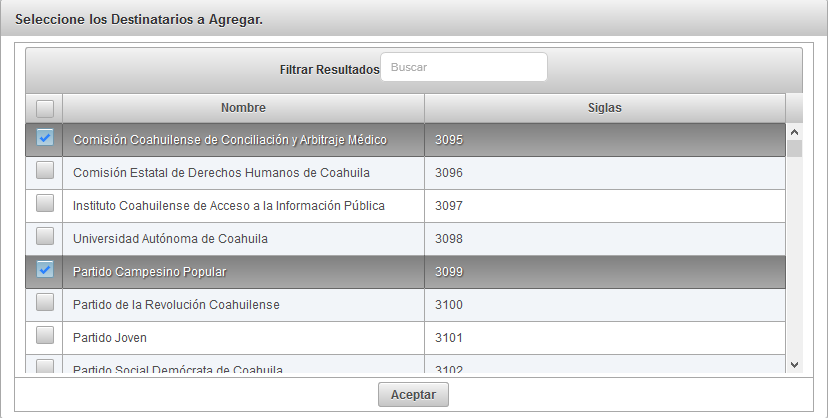 Seleccione los Destinatarios a Agregar.
Filtrar Resultados Buscar
Nombre Siglas
Comisión Coahuilense de Conciliación y Arbitraje Médico 3095
Comisión Estatal de Derechos Humanos de Coahuila 3096
Instituto Coahuilense de Acceso a la Información Pública 3097
Universidad Autónoma de Coahuila 3098
Partido Campesino Popular 3099
Partido de la Revolución Coahuilense 3100
Partido Joven 3101
Partido Social Demócrata de Coahuila 3102
Aceptar